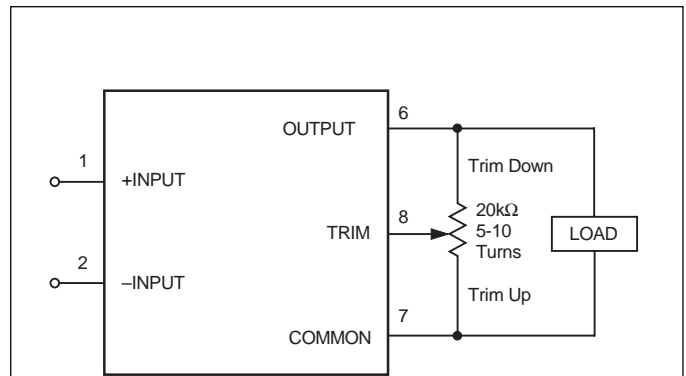 6
OUTPUT
Trim Down
1
+INPUT
8
20kΩ
5-10
Turns
TRIM
LOAD
2
–INPUT
Trim Up
7
COMMON